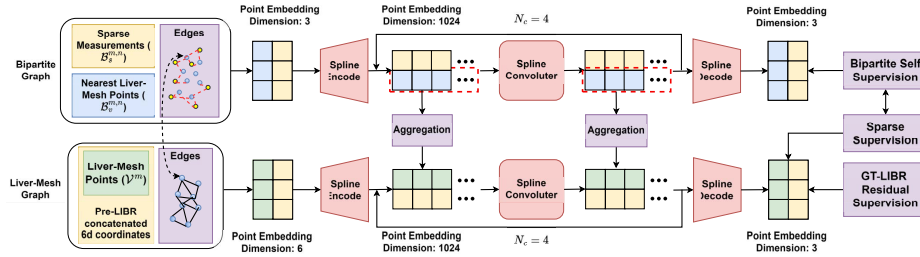 Point Embedding
Dimension: 3
Point Embedding
Dimension: 1024
N_c = 4
Point Embedding
Dimension: 3
Bipartite
Graph
Sparse
Measurements (
B_s^{m,n})
Nearest Liver-
Mesh Points (
B_v^{m,n})
Edges
Spline
Encode
Spline
Convoluter
Spline
Decode
Bipartite Self
Supervision
Aggregation
Aggregation
Sparse
Supervision
Liver-Mesh
Graph
Liver-Mesh
Points (V^m)
Pre-LIBR
concatenated
6d coordinates
Edges
Spline
Encoder
Spline
Convoluter
Spline
Decode
GT-LIBR
Residual
Supervision
Point Embedding
Dimension: 6
Point Embedding
Dimension: 1024
N_c = 4
Point Embedding
Dimension: 3